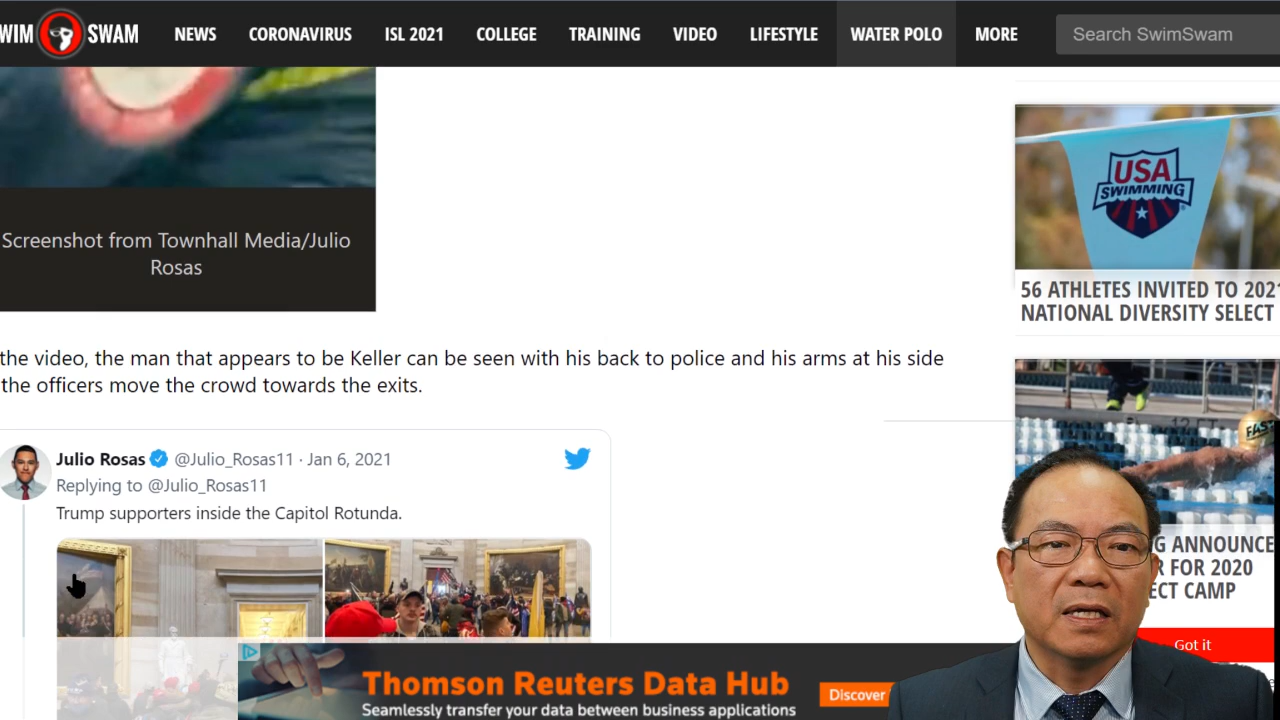 WIM SWAM
NEWS
CORONAVIRUS
ISL 2021
COLLEGE
TRAINING
VIDEO
LIFESTYLE
WATER POLO
MORE
Search SwimSwam
Screenshot from Townhall Media/Julio
Rosas
USA
SWIMMING
56 ATHLETES INVITED TO 202
NATIONAL DIVERSITY SELECT
the video, the man that appears to be Keller can be seen with his back to police and his arms at his side
the officers move the crowd towards the exits.
Julio Rosas @Julio_Rosas11 · Jan 6, 2021
Replying to @Julio_Rosas11
Trump supporters inside the Capitol Rotunda.
G ANNOUNCE
R FOR 2020
ECT CAMP
Got it
Thomson Reuters Data Hub
Seamlessly transfer your data between business applications
Discover